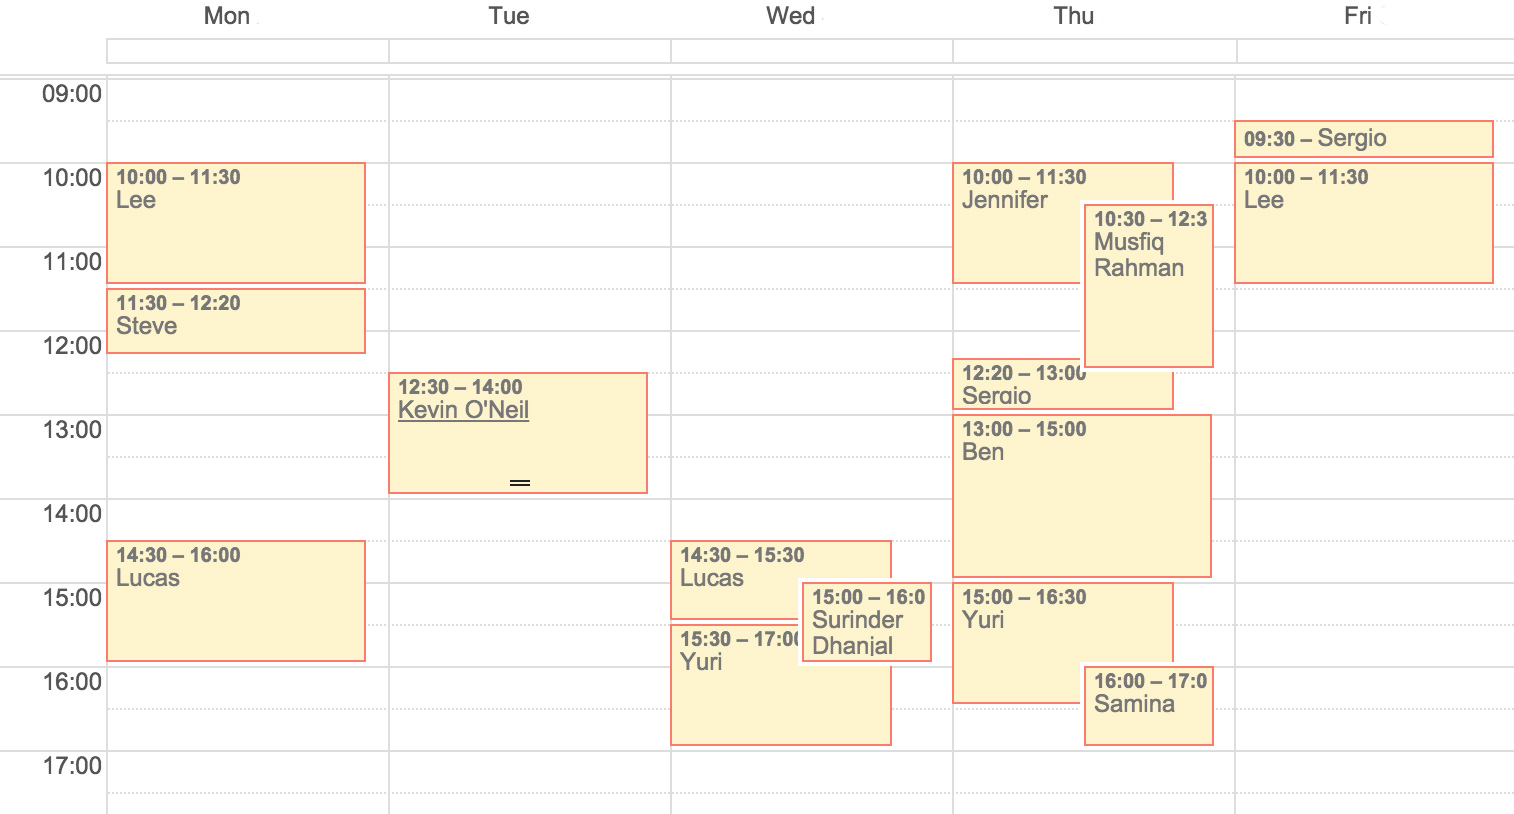 Mon
Tue
Wed
Thu
Fri
09:00
10:00
11:00
12:00
13:00
14:00
15:00
16:00
17:00
10:00 – 11:30
Lee
11:30 – 12:20
Steve
14:30 – 16:00
Lucas
12:30 – 14:00
Kevin O'Neil
14:30 – 15:30
Lucas
15:00 – 16:0
Surinder
Dhanjal
15:30 – 17:00
Yuri
10:00 – 11:30
Jennifer
10:30 – 12:3
Musfiq
Rahman
12:20 – 13:00
Sergio
13:00 – 15:00
Ben
15:00 – 16:30
Yuri
16:00 – 17:0
Samina
09:30 – Sergio
10:00 – 11:30
Lee